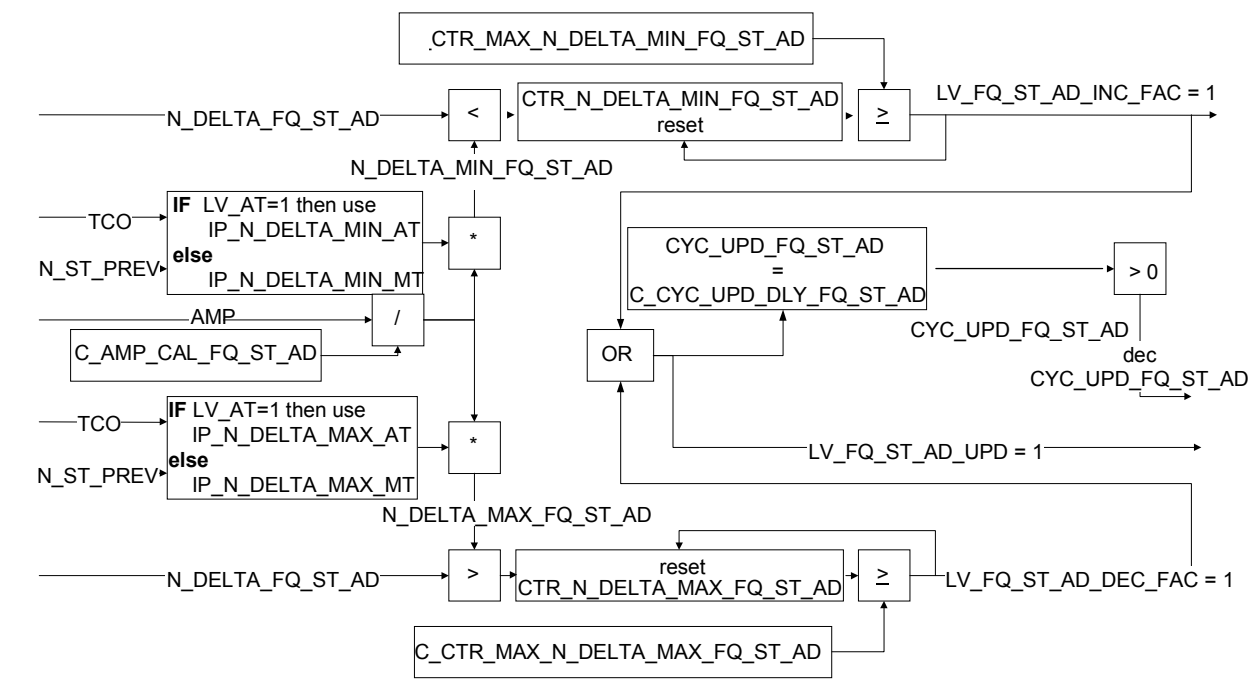 CTR_MAX_N_DELTA_MIN_FQ_ST_AD
N_DELTA_FQ_ST_AD
<
CTR_N_DELTA_MIN_FQ_ST_AD
reset
≥
LV_FQ_ST_AD_INC_FAC = 1
N_DELTA_MIN_FQ_ST_AD
TCO
N_ST_PREV
IF LV_AT=1 then use
IP_N_DELTA_MIN_AT
else
IP_N_DELTA_MIN_MT
*
AMP
/
C_AMP_CAL_FQ_ST_AD
CYC_UPD_FQ_ST_AD
=
C_CYC_UPD_DLY_FQ_ST_AD
> 0
CYC_UPD_FQ_ST_AD
dec
CYC_UPD_FQ_ST_AD
OR
TCO
N_ST_PREV
IF LV_AT=1 then use
IP_N_DELTA_MAX_AT
else
IP_N_DELTA_MAX_MT
*
LV_FQ_ST_AD_UPD = 1
N_DELTA_MAX_FQ_ST_AD
N_DELTA_FQ_ST_AD
>
reset
CTR_N_DELTA_MAX_FQ_ST_AD
≥
LV_FQ_ST_AD_DEC_FAC = 1
C_CTR_MAX_N_DELTA_MAX_FQ_ST_AD